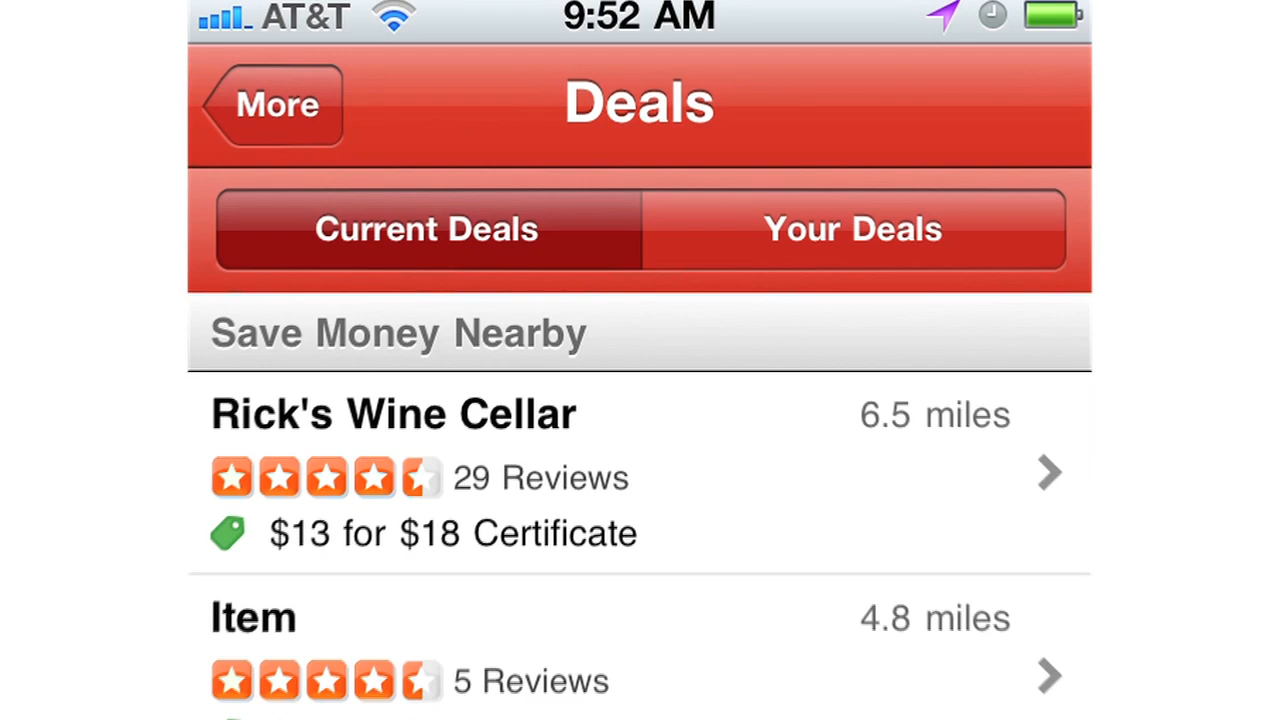 AT&T 9:52 AM
More Deals
Current Deals Your Deals
Save Money Nearby
Rick's Wine Cellar 6.5 miles
29 Reviews
$13 for $18 Certificate
Item 4.8 miles
5 Reviews